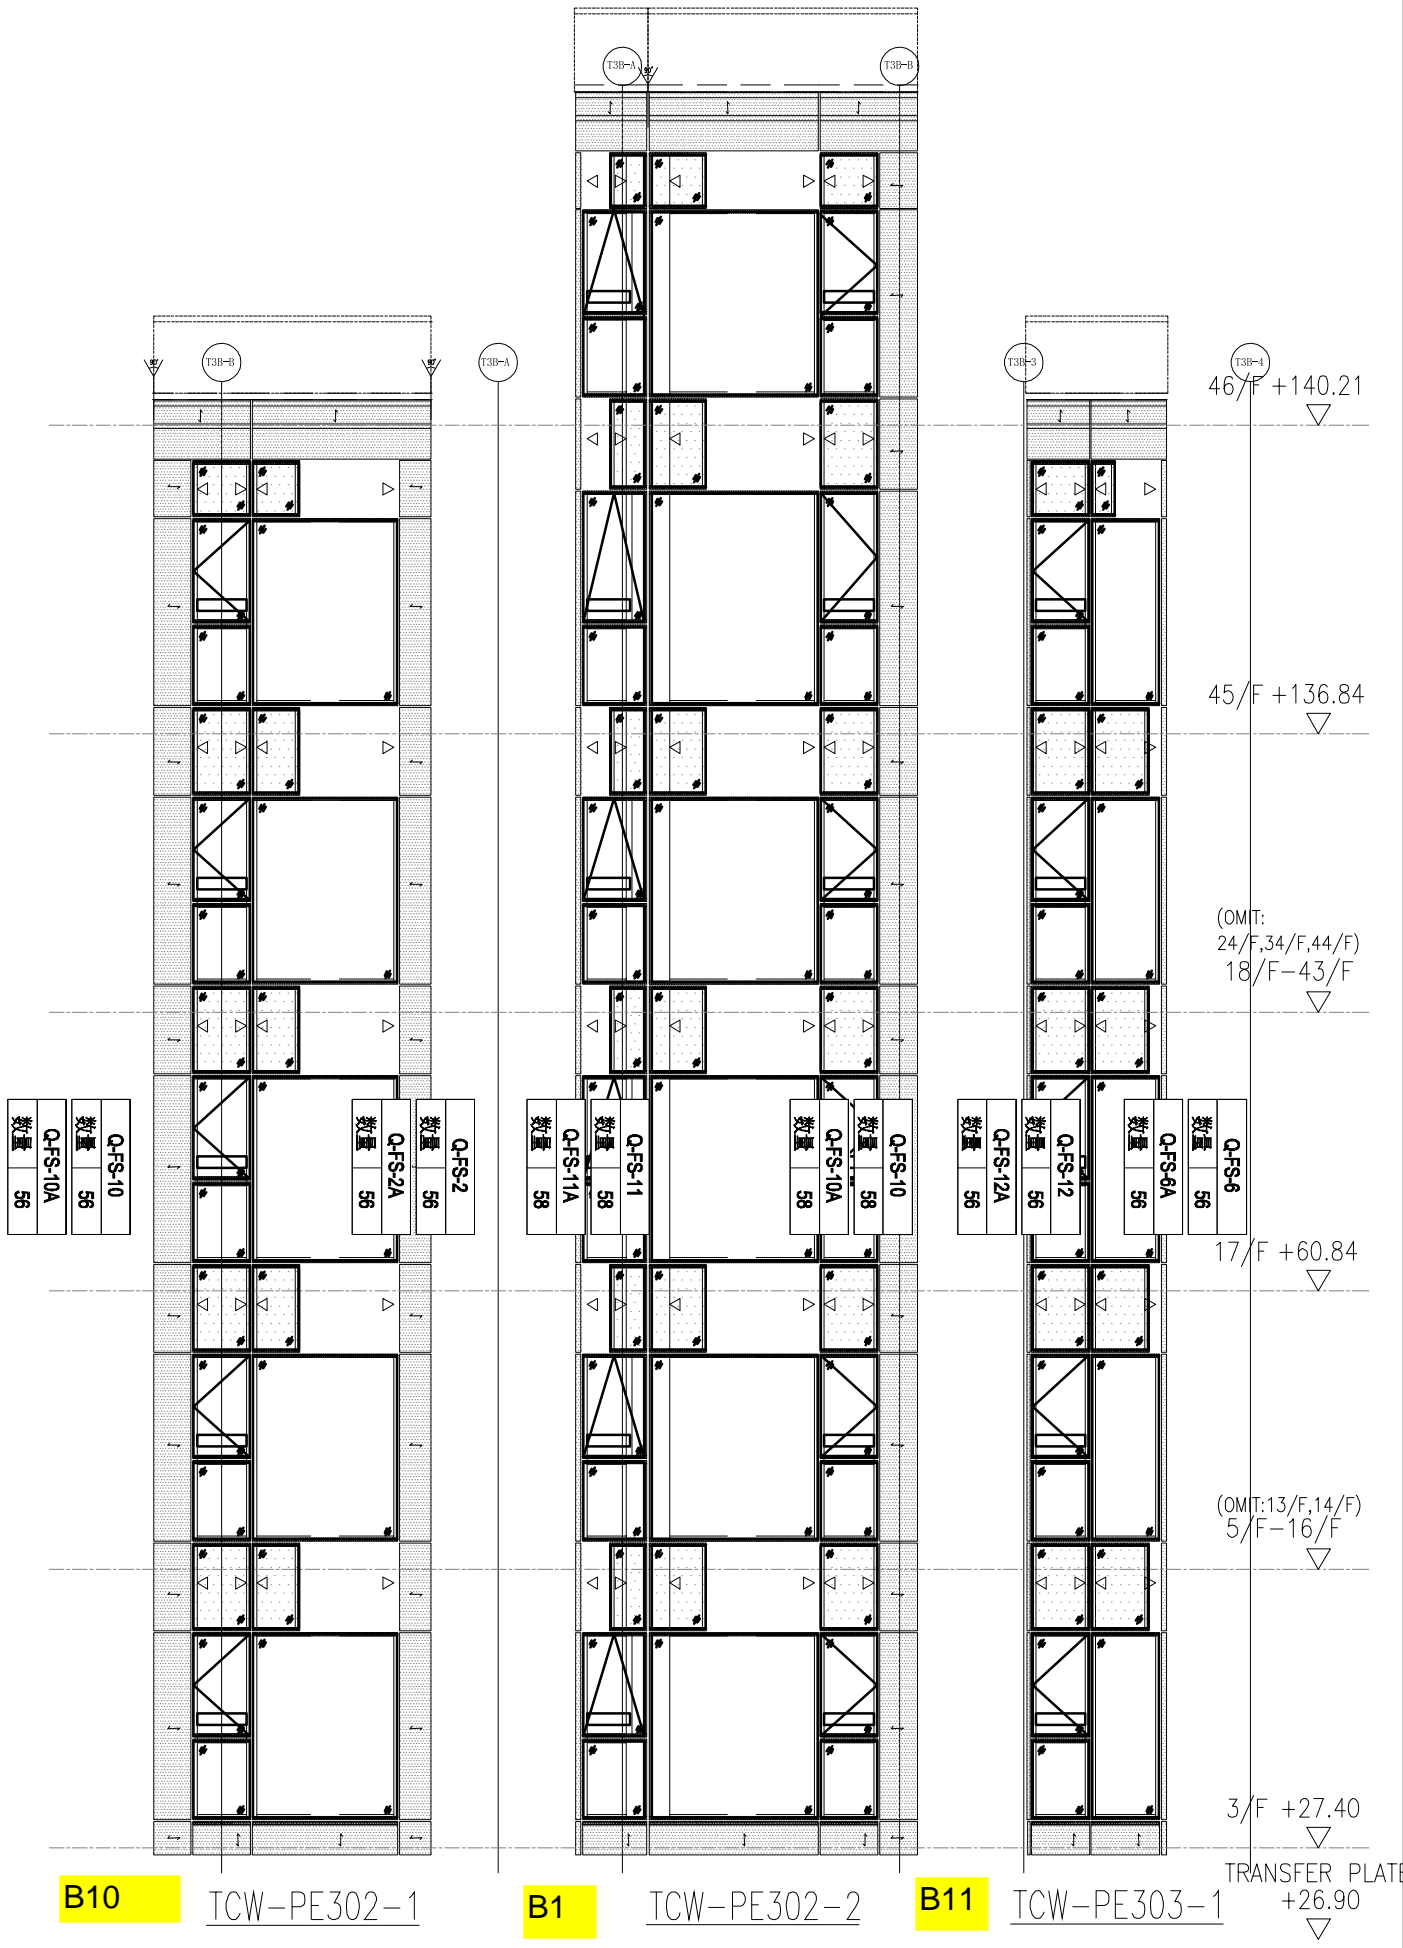 T3B-A
90°
T3B-B
90°
T3B-B
90°
T3B-A
T3B-3
T3B-4
46/F +140.21
45/F +136.84
(OMIT:
24/F,34/F,44/F)
18/F-43/F
Q-FS-10
数量 56
Q-FS-10A
数量 56
Q-FS-2
数量 56
Q-FS-2A
数量 56
Q-FS-11
数量 58
Q-FS-11A
数量 58
Q-FS-10
数量 58
Q-FS-10A
数量 58
Q-FS-12
数量 56
Q-FS-12A
数量 56
Q-FS-6
数量 56
Q-FS-6A
数量 56
17/F +60.84
(OMIT:13/F,14/F)
5/F-16/F
3/F +27.40
TRANSFER PLATE
+26.90
B10
TCW-PE302-1
B1
TCW-PE302-2
B11
TCW-PE303-1